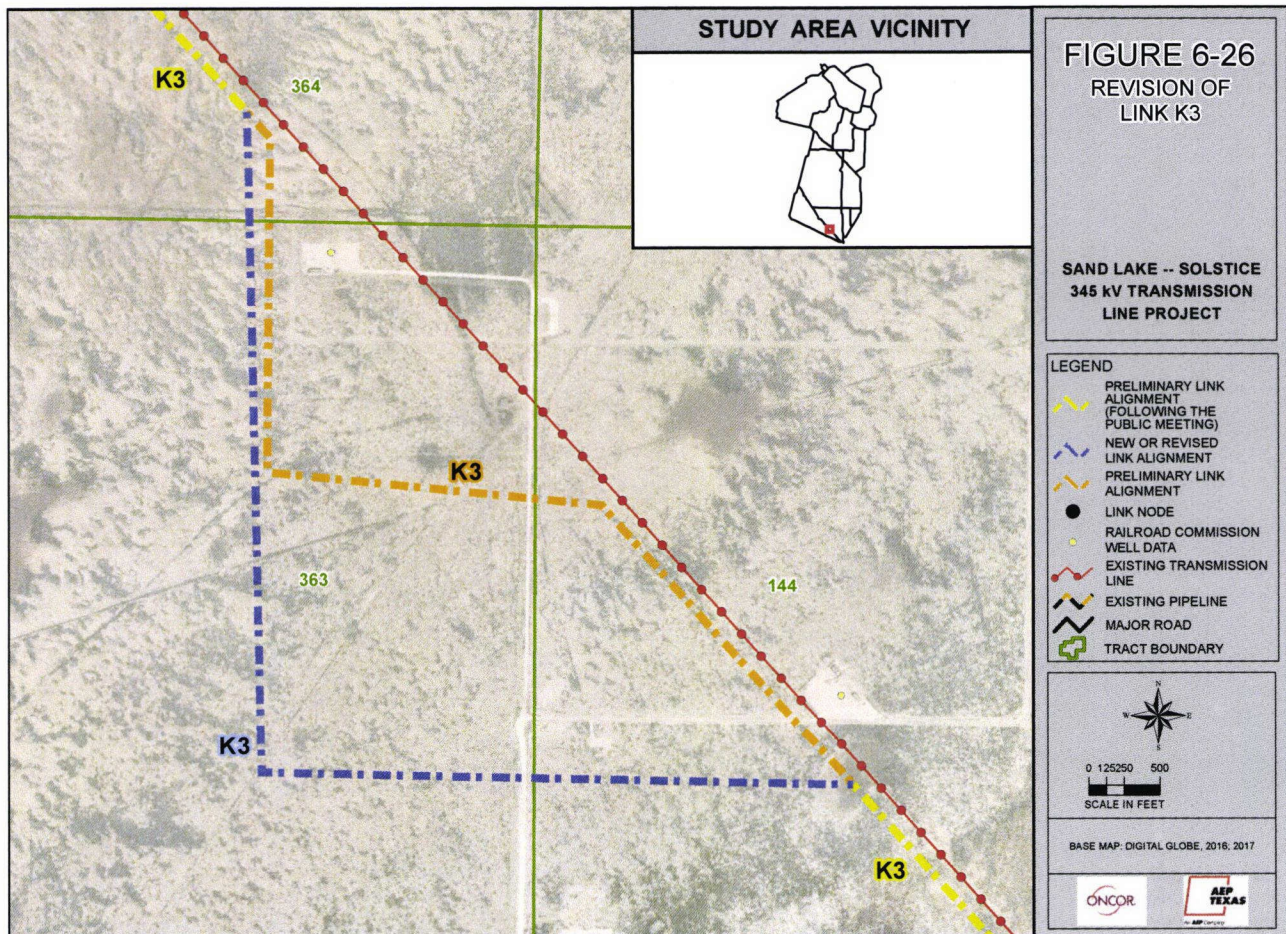 STUDY AREA VICINITY
K3
364
K3
363
144
K3
K3
FIGURE 6-26
REVISION OF
LINK K3
SAND LAKE -- SOLSTICE
345 kV TRANSMISSION
LINE PROJECT
LEGEND
PRELIMINARY LINK
ALIGNMENT
(FOLLOWING THE
PUBLIC MEETING)
NEW OR REVISED
LINK ALIGNMENT
PRELIMINARY LINK
ALIGNMENT
LINK NODE
RAILROAD COMMISSION
WELL DATA
EXISTING TRANSMISSION
LINE
EXISTING PIPELINE
MAJOR ROAD
TRACT BOUNDARY
N
W E
S
0 125250 500
SCALE IN FEET
BASE MAP: DIGITAL GLOBE, 2016; 2017
ONCOR
AEP
TEXAS
An AEP Company